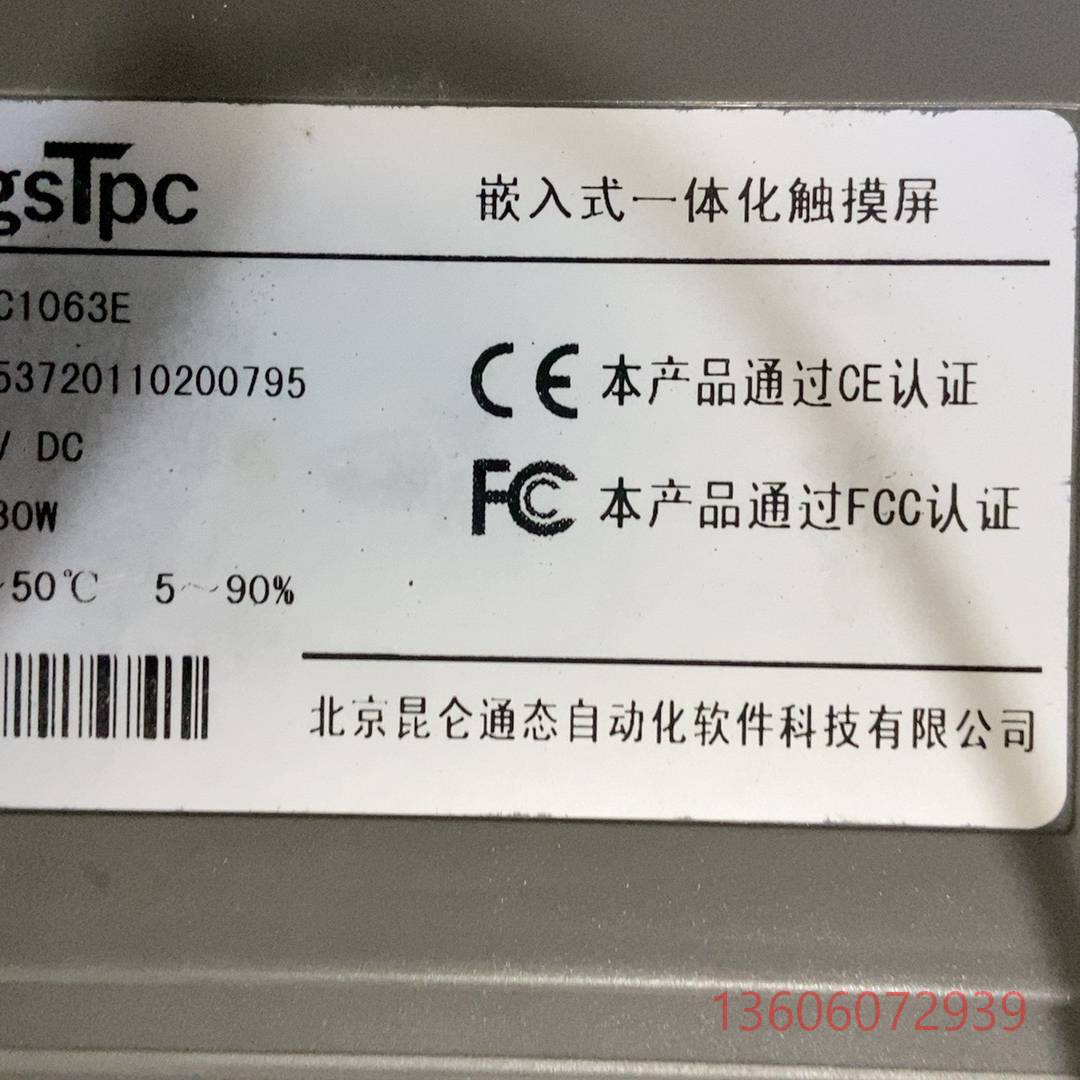 gsTpc 嵌入式一体化触摸屏
C1063E
53720110200795
本产品通过CE认证
V DC
30W
本产品通过FCC认证
~50℃ 5~90%
北京昆仑通态自动化软件科技有限公司
13606072939